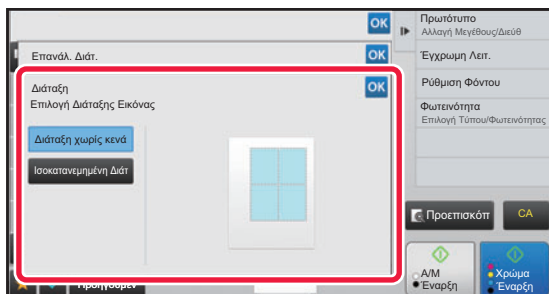 OK
Επανάλ. Διάτ.
OK
Διάταξη
OK
Επιλογή Διάταξης Εικόνας
Διάταξη χωρίς κενά
Ισοκατανεμημένη Διάτ
Πρωτότυπο
Αλλαγή Μεγέθους/Διεύθ
Έγχρωμη Λειτ.
Ρύθμιση Φόντου
Φωτεινότητα
Επιλογή Τύπου/Φωτεινότητας
Προεπισκόπ
CA
Α/Μ
Έναρξη
Χρώμα
Έναρξη